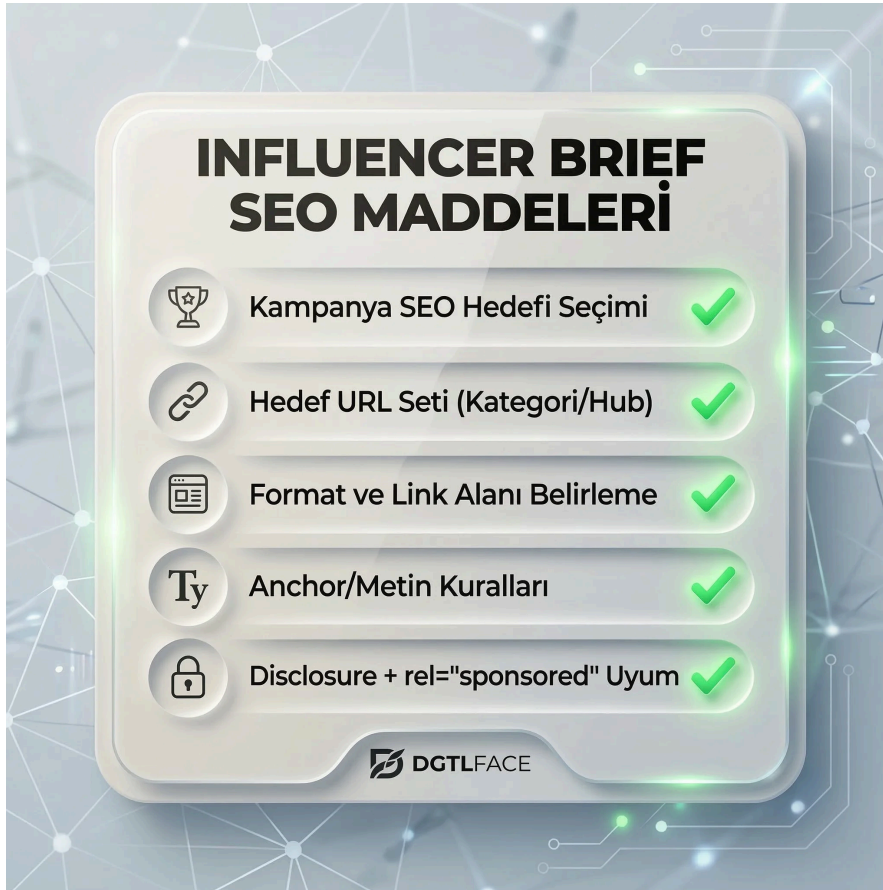 INFLUENCER BRIEF
SEO MADDELERİ
Kampanya SEO Hedefi Seçimi
Hedef URL Seti (Kategori/Hub)
Format ve Link Alanı Belirleme
Ty
Anchor/Metin Kuralları
Disclosure + rel="sponsored" Uyum
DGTLFACE